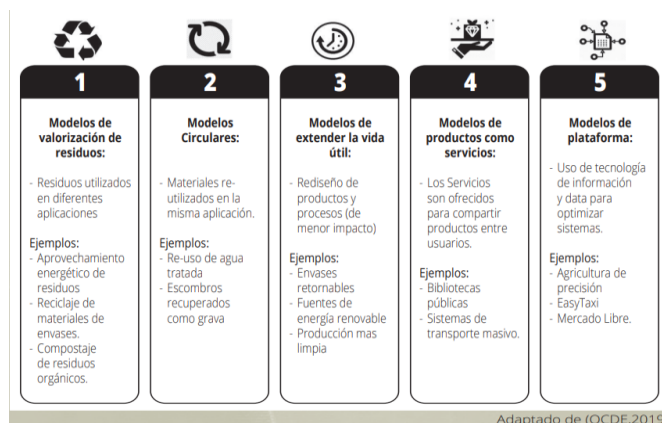 1
Modelos de
valorización de
residuos:
- Residuos utilizados
en diferentes
aplicaciones
Ejemplos:
- Aprovechamiento
energético de
residuos
- Reciclaje de
materiales de
envases.
- Compostaje
de residuos
orgánicos.
2
Modelos
Circulares:
- Materiales re-
utilizados en la
misma aplicación.
Ejemplos:
- Re-uso de agua
tratada
- Escombros
recuperados
como grava
3
Modelos de
extender la vida
útil:
- Rediseño de
productos y
procesos (de
menor impacto)
Ejemplos:
- Envases
retornables
- Fuentes de
energía renovable
- Producción mas
limpia
4
Modelos de
productos como
servicios:
- Los Servicios
son ofrecidos
para compartir
productos entre
usuarios.
Ejemplos:
- Bibliotecas
públicas
- Sistemas de
transporte masivo.
5
Modelos de
plataforma:
- Uso de tecnología
de información
y data para
optimizar
sistemas.
Ejemplos:
- Agricultura de
precisión
- EasyTaxi
- Mercado Libre.
Adaptado de (OCDE,2019